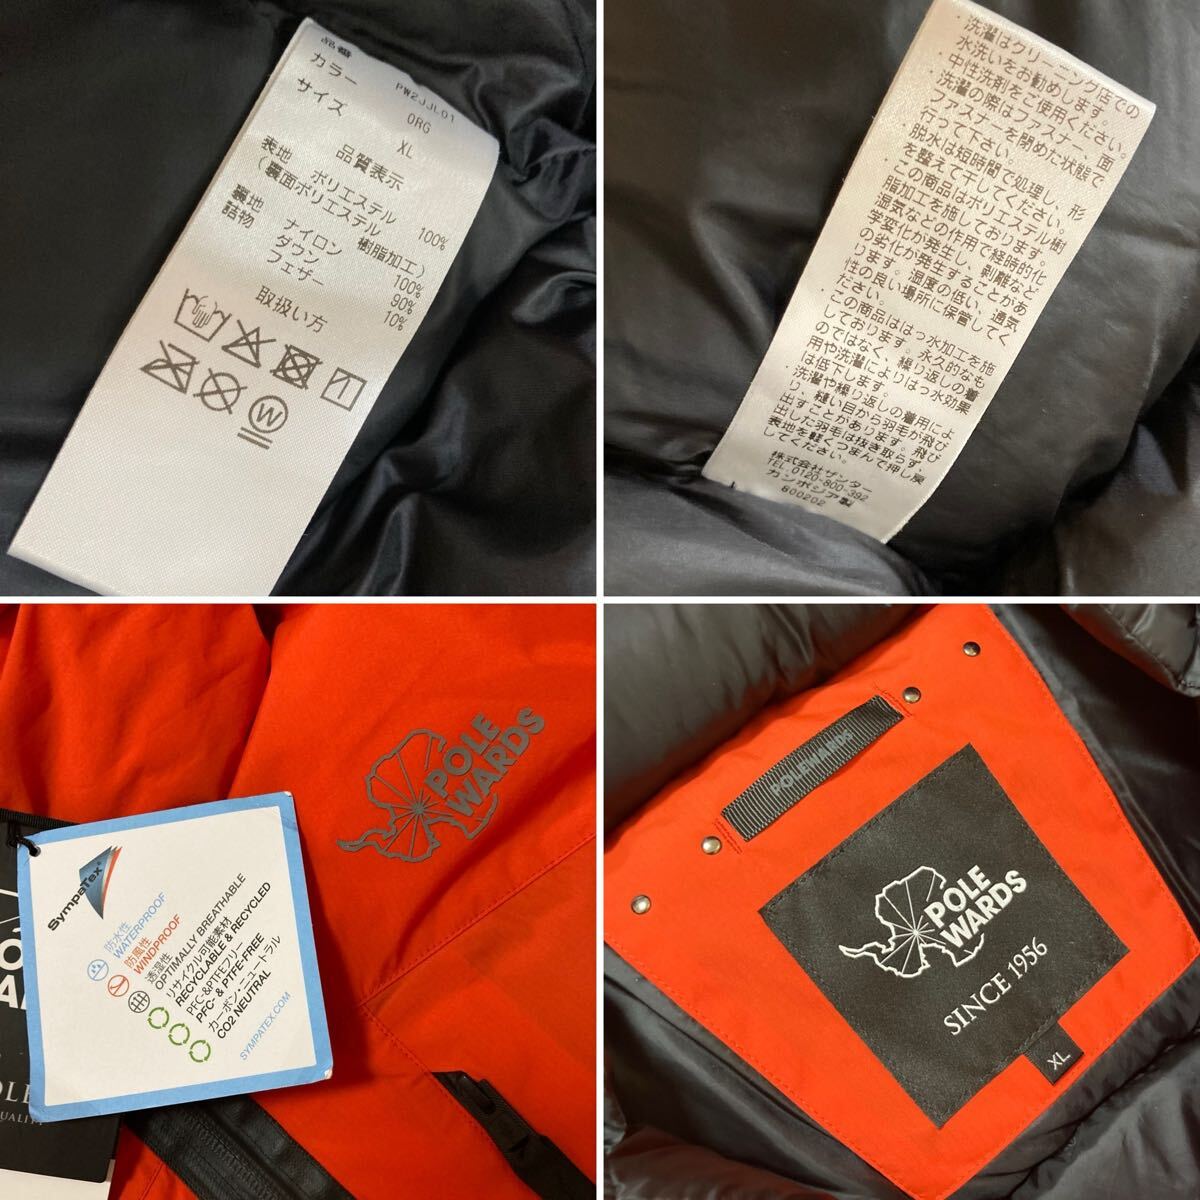 品番 PW2JJL01
カラー ORG
サイズ XL
品質表示
表地 ポリエステル 100%
(裏面ポリエステル 樹脂加工)
裏地 ナイロン 100%
詰物 ダウン 90%
フェザー 10%
取扱い方
W
・洗濯はクリーニング店での
水洗いをお勧めします。
・中性洗剤をご使用ください。
・洗濯の際はファスナー、面
ファスナーを閉めた状態で
行って下さい。
・脱水は短時間で処理し、形
を整えて干してください。
・この商品はポリエステル樹
脂加工を施しております。
湿気などの作用で経時的化
学変化が発生し、剥離など
の劣化が発生することがあ
ります。湿度の低い、通気
性の良い場所に保管してく
ださい。
・この商品ははっ水加工を施
しております。永久的なも
のではなく、繰り返しの着
用や洗濯によりはっ水効果
は低下します。
・洗濯や繰り返しの着用によ
り、縫い目から羽毛が飛び
出すことがあります。飛び
出した羽毛は抜き取らず、
表地を軽くつまんで押し戻
してください。
株式会社ザンター
TEL.0120-800-392
カンボジア製
800202
POLE
WARDS
SYMPATEX®
防水性
WATERPROOF
防風性
WINDPROOF
透湿性
OPTIMALLY BREATHABLE
リサイクル可能素材
RECYCLABLE & RECYCLED
PFC-&PTFEフリー
PFC- & PTFE-FREE
カーボン・ニュートラル
CO2 NEUTRAL
SYMPATEX.COM
POLEWARDS
POLE
WARDS
SINCE 1956
XL